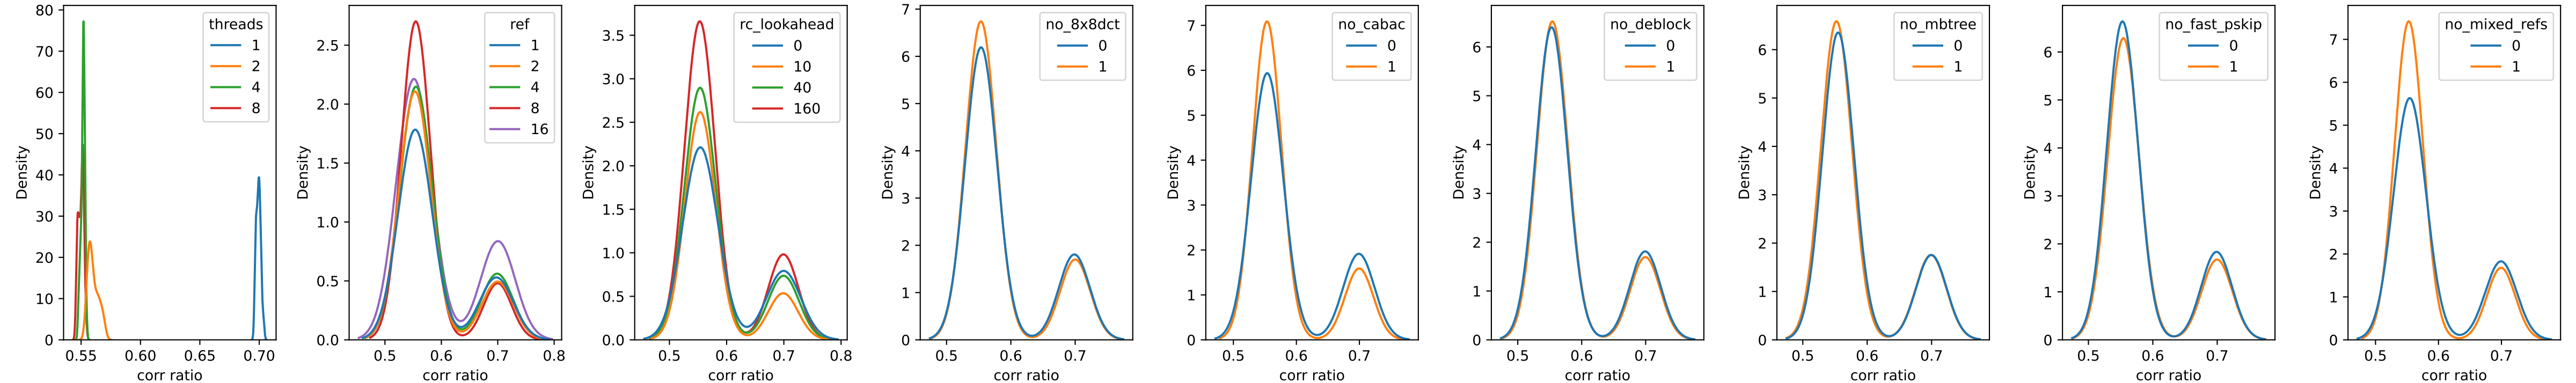 threads
1
2
4
8
80
70
60
50
40
30
20
10
0
Density
0.55 0.60 0.65 0.70
corr ratio
ref
1
2
4
8
16
2.5
2.0
1.5
1.0
0.5
0.0
Density
0.5 0.6 0.7 0.8
corr ratio
rc_lookahead
0
10
40
160
3.5
3.0
2.5
2.0
1.5
1.0
0.5
0.0
Density
0.5 0.6 0.7 0.8
corr ratio
no_8x8dct
0
1
7
6
5
4
3
2
1
0
Density
0.5 0.6 0.7
corr ratio
no_cabac
0
1
7
6
5
4
3
2
1
0
Density
0.5 0.6 0.7
corr ratio
no_deblock
0
1
6
5
4
3
2
1
0
Density
0.5 0.6 0.7
corr ratio
no_mbtree
0
1
6
5
4
3
2
1
0
Density
0.5 0.6 0.7
corr ratio
no_fast_pskip
0
1
6
5
4
3
2
1
0
Density
0.5 0.6 0.7
corr ratio
no_mixed_refs
0
1
7
6
5
4
3
2
1
0
Density
0.5 0.6 0.7
corr ratio